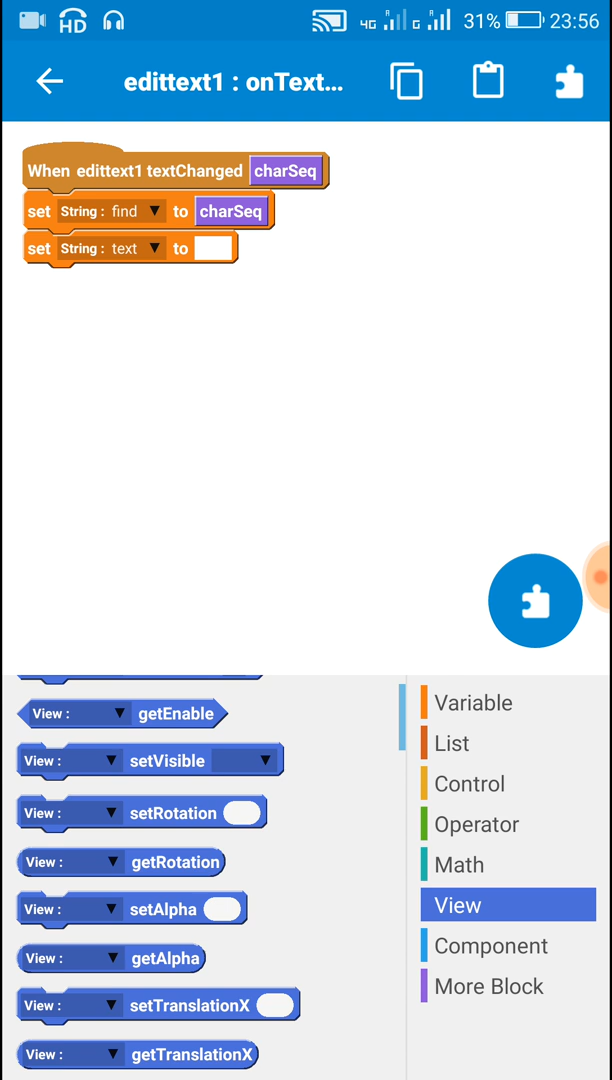 HD 4G R G R 31% 23:56
edittext1 : onText...
When edittext1 textChanged charSeq
set String : find to charSeq
set String : text to
View : getEnable
View : setVisible
View : setRotation
View : getRotation
View : setAlpha
View : getAlpha
View : setTranslationX
View : getTranslationX
Variable
List
Control
Operator
Math
View
Component
More Block